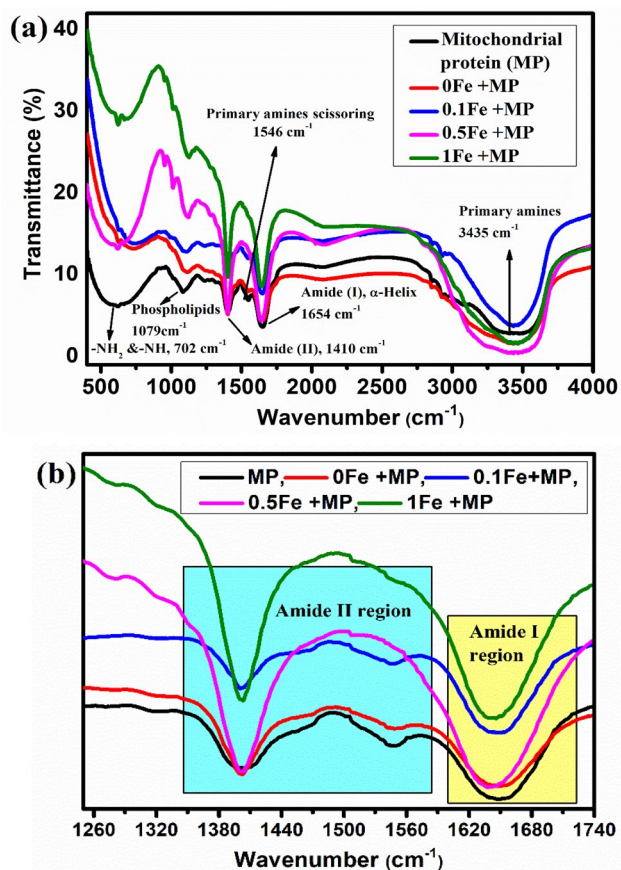 (a)
Transmittance (%)
40
30
20
10
0
Mitochondrial
protein (MP)
0Fe +MP
0.1Fe +MP
0.5Fe +MP
1Fe +MP
Primary amines scissoring
1546 cm⁻¹
Primary amines
3435 cm⁻¹
Phospholipids
1079cm⁻¹
Amide (I), α-Helix
1654 cm⁻¹
-NH₂ &-NH, 702 cm⁻¹
Amide (II), 1410 cm⁻¹
500 1000 1500 2000 2500 3000 3500 4000
Wavenumber (cm⁻¹)
(b)
MP, 0Fe +MP, 0.1Fe+MP,
0.5Fe +MP, 1Fe +MP
Amide II region
Amide I
region
1260 1320 1380 1440 1500 1560 1620 1680 1740
Wavenumber (cm⁻¹)